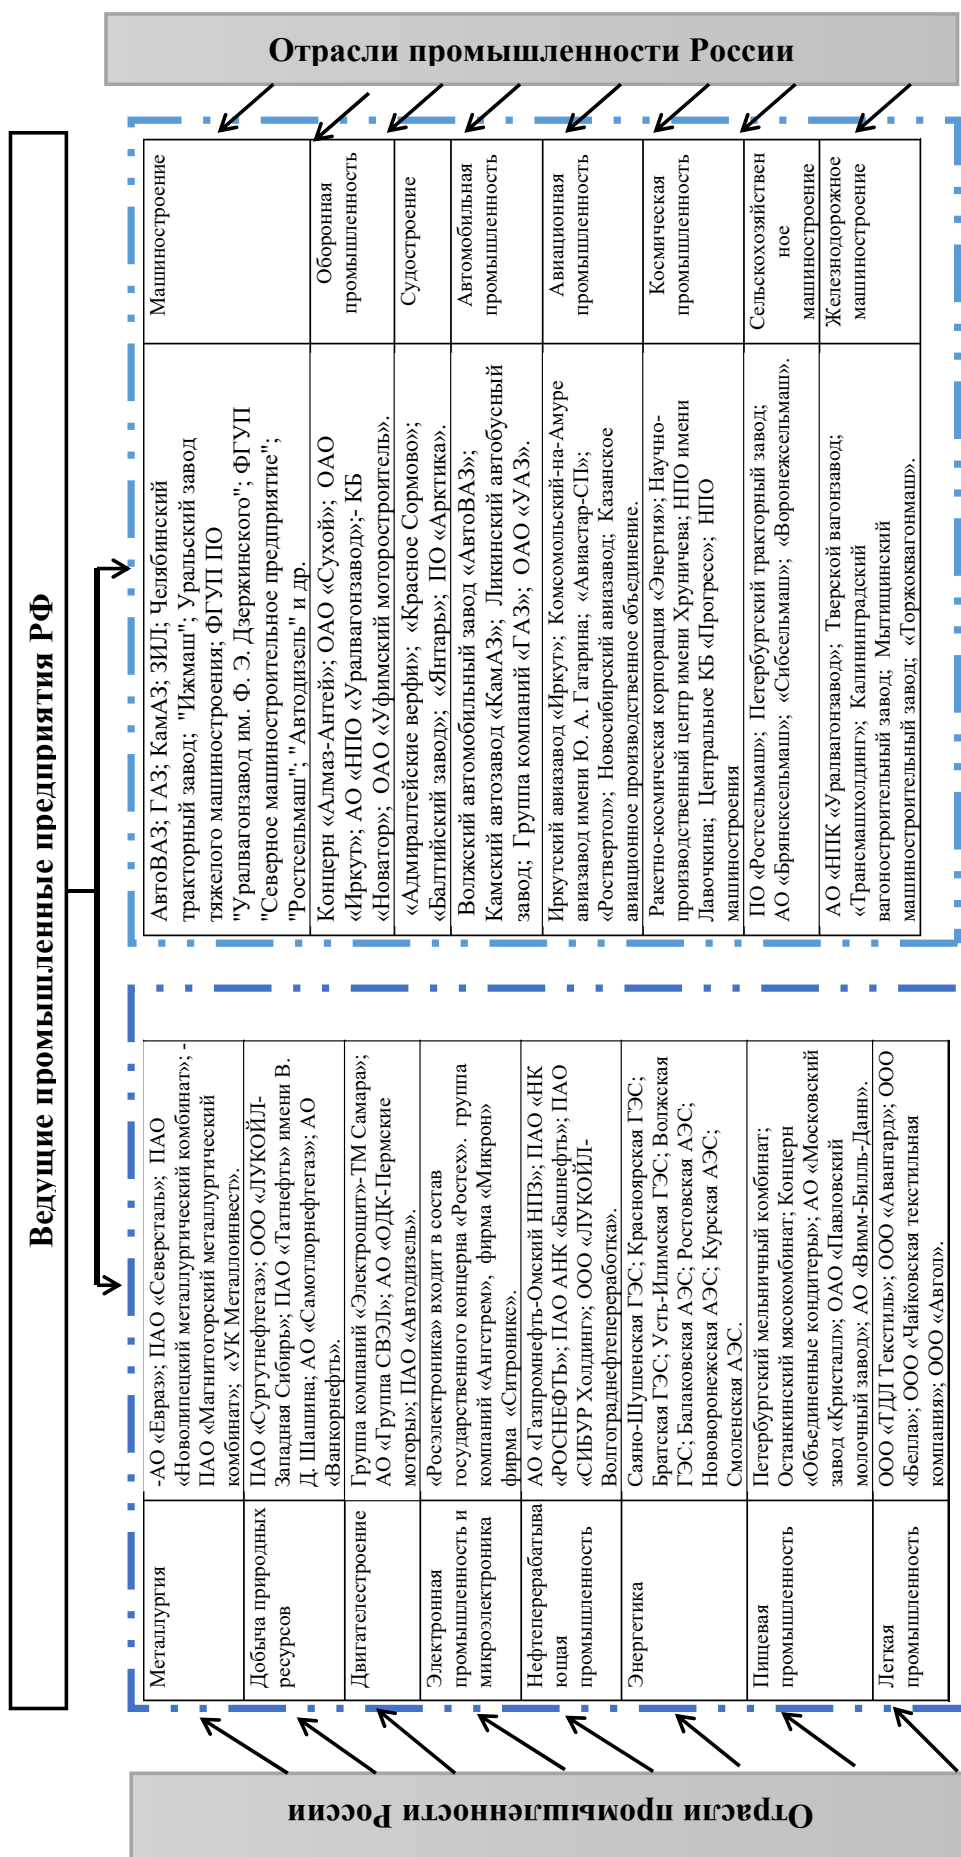 Ведущие промышленные предприятия РФ
Отрасли промышленности России
Металлургия
-АО «Евраз»; ПАО «Северсталь»; ПАО
«Новолипецкий металлургический комбинат»; -
ПАО «Магнитогорский металлургический
комбинат»; «УК Металлоинвест».
Добыча природных
ресурсов
ПАО «Сургутнефтегаз»; ООО «ЛУКОЙЛ-
Западная Сибирь»; ПАО «Татнефть» имени В.
Д. Шашина; АО «Самотлорнефтегаз»; АО
«Ванкорнефть».
Двигателестроение
Группа компаний «Электрощит»-ТМ Самара»;
АО «Группа СВЭЛ»; АО «ОДК-Пермские
моторы»; ПАО «Автодизель».
Электронная
промышленность и
микроэлектроника
«Росэлектроника» входит в состав
государственного концерна «Ростех». группа
компаний «Ангстрем», фирма «Микрон»
фирма «Ситроникс».
Нефтеперерабатыва
ющая
промышленность
АО «Газпромнефть-Омский НПЗ»; ПАО «НК
«РОСНЕФТЬ»; ПАО АНК «Башнефть»; ПАО
«СИБУР Холдинг»; ООО «ЛУКОЙЛ-
Волгограднефтепереработка».
Энергетика
Саяно-Шушенская ГЭС; Красноярская ГЭС;
Братская ГЭС; Усть-Илимская ГЭС; Волжская
ГЭС; Балаковская АЭС; Ростовская АЭС;
Нововоронежская АЭС; Курская АЭС;
Смоленская АЭС.
Пищевая
промышленность
Петербургский мельничный комбинат;
Останкинский мясокомбинат; Концерн
«Объединенные кондитеры»; АО «Московский
завод «Кристалл»; ОАО «Павловский
молочный завод»; АО «Вимм-Билль-Данн».
Легкая
промышленность
ООО «ТДЛ Текстиль»; ООО «Авангард»; ООО
«Белла»; ООО «Чайковская текстильная
компания»; ООО «Авгол».
АвтоВАЗ; ГАЗ; КамАЗ; ЗИЛ; Челябинский
тракторный завод; "Ижмаш"; Уральский завод
тяжелого машиностроения; ФГУП ПО
"Уралвагонзавод им. Ф. Э. Дзержинского"; ФГУП
"Северное машиностроительное предприятие";
"Ростсельмаш"; "Автодизель" и др.
Машиностроение
Концерн «Алмаз-Антей»; ОАО «Сухой»; ОАО
«Иркут»; АО «НПО «Уралвагонзавод»;- КБ
«Новатор»; ОАО «Уфимский моторостроитель».
Оборонная
промышленность
«Адмиралтейские верфи»; «Красное Сормово»;
«Балтийский завод»; «Янтарь»; ПО «Арктика».
Судостроение
Волжский автомобильный завод «АвтоВАЗ»;
Камский автозавод «КамАЗ»; Ликинский автобусный
завод; Группа компаний «ГАЗ»; ОАО «УАЗ».
Автомобильная
промышленность
Иркутский авиазавод «Иркут»; Комсомольский-на-Амуре
авиазавод имени Ю. А. Гагарина; «Авиастар-СП»;
«Роствертол»; Новосибирский авиазавод; Казанское
авиационное производственное объединение.
Авиационная
промышленность
Ракетно-космическая корпорация «Энергия»; Научно-
производственный центр имени Хруничева; НПО имени
Лавочкина; Центральное КБ «Прогресс»; НПО
машиностроения
Космическая
промышленность
ПО «Ростсельмаш»; Петербургский тракторный завод;
АО «Брянсксельмаш»; «Сибсельмаш»; «Воронежсельмаш».
Сельскохозяйствен
ное
машиностроение
АО «НПК «Уралвагонзавод»; Тверской вагонзавод;
«Трансмашхолдинг»; Калининградский
вагоностроительный завод; Мытищинский
машиностроительный завод; «Торжоквагонмаш».
Железнодорожное
машиностроение
Отрасли промышленности России